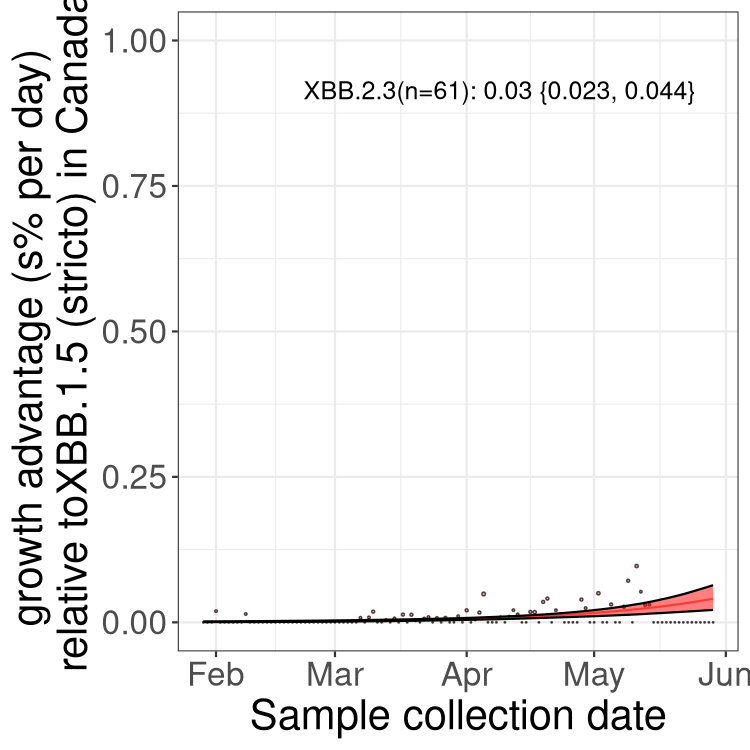 growth advantage (s% per day)
relative toXBB.1.5 (stricto) in Canada
1.00
0.75
0.50
0.25
0.00
XBB.2.3(n=61): 0.03 {0.023, 0.044}
Feb Mar Apr May Jun
Sample collection date